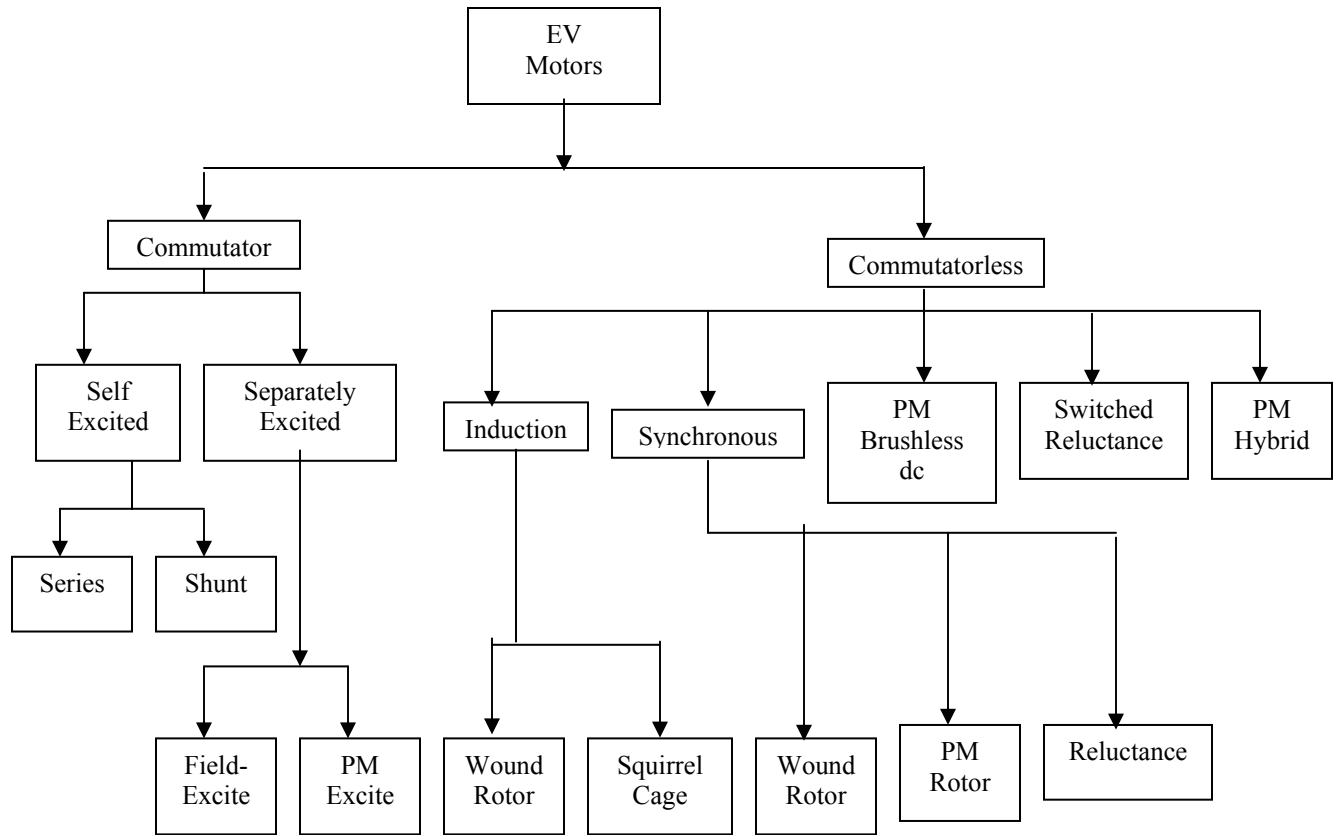 EV
Motors
Commutator
Commutatorless
Self
Excited
Separately
Excited
Induction
Synchronous
PM
Brushless
dc
Switched
Reluctance
PM
Hybrid
Series
Shunt
Field-
Excite
PM
Excite
Wound
Rotor
Squirrel
Cage
Wound
Rotor
PM
Rotor
Reluctance